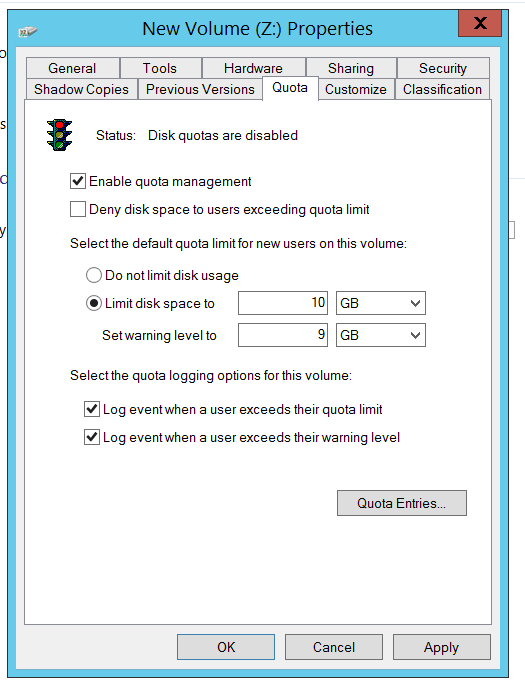 New Volume (Z:) Properties
X
General Tools Hardware Sharing Security
Shadow Copies Previous Versions Quota Customize Classification
Status: Disk quotas are disabled
Enable quota management
Deny disk space to users exceeding quota limit
Select the default quota limit for new users on this volume:
Do not limit disk usage
Limit disk space to 10 GB
Set warning level to 9 GB
Select the quota logging options for this volume:
Log event when a user exceeds their quota limit
Log event when a user exceeds their warning level
Quota Entries...
OK Cancel Apply